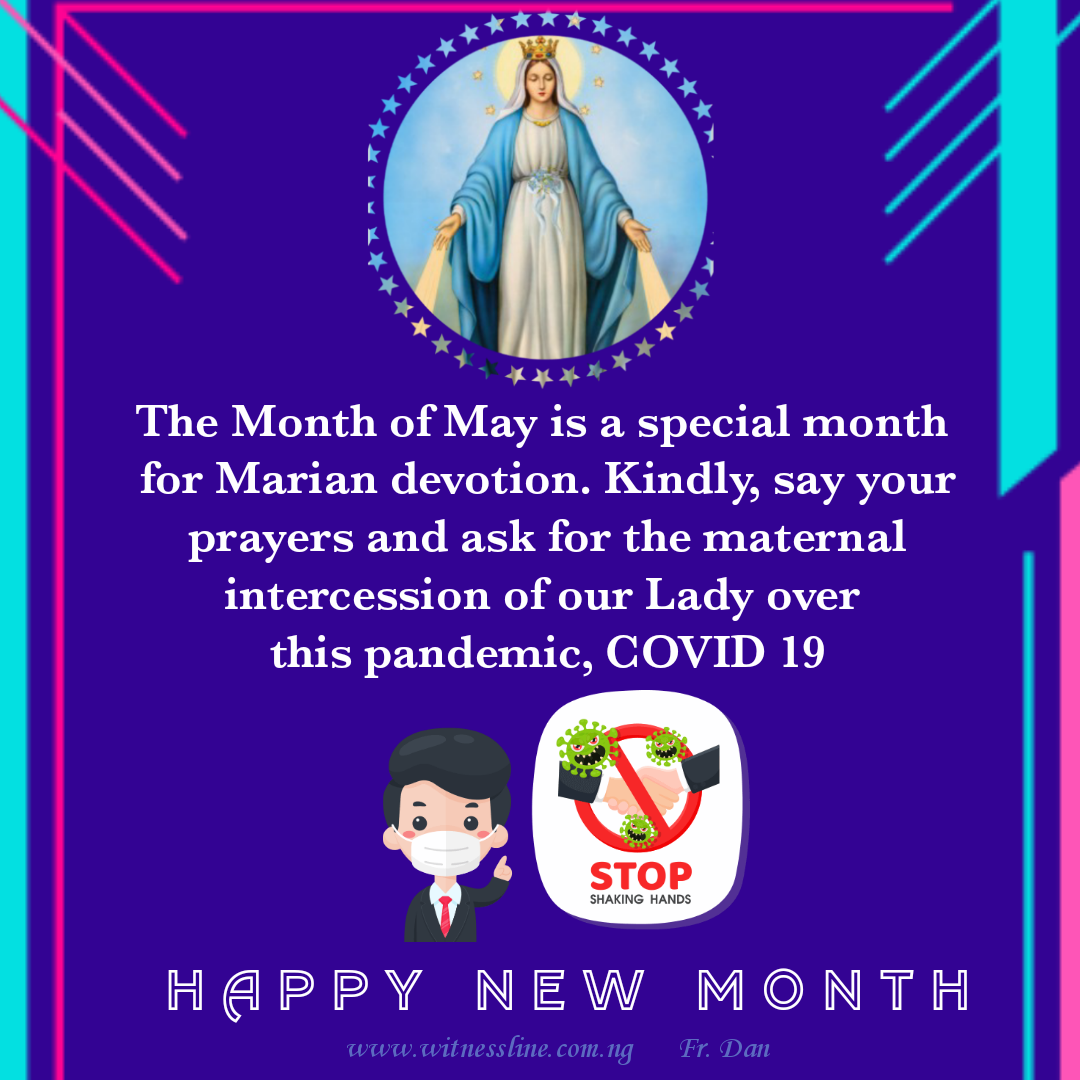 The Month of May is a special month
for Marian devotion. Kindly, say your
prayers and ask for the maternal
intercession of our Lady over
this pandemic, COVID 19
STOP
SHAKING HANDS
HAPPY NEW MONTH
www.witnessline.com.ng Fr. Dan